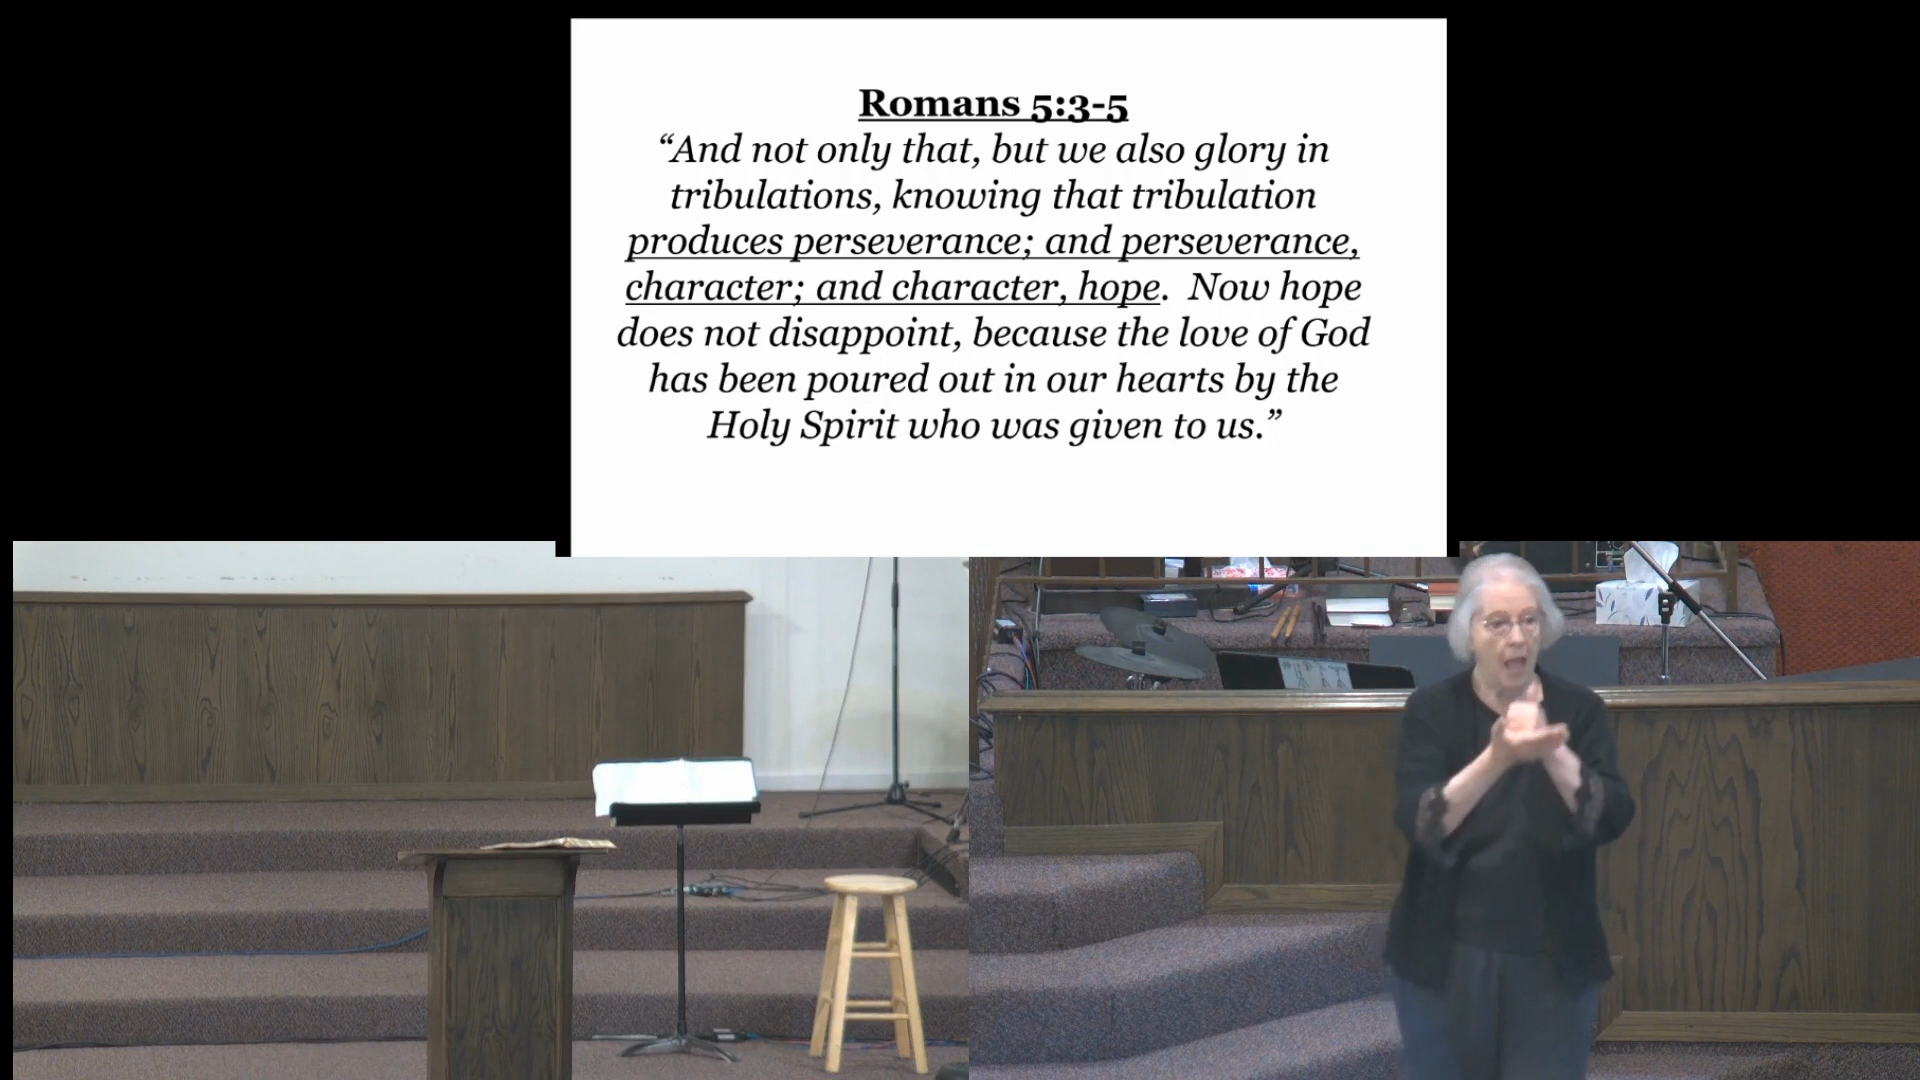 Romans 5:3-5
“And not only that, but we also glory in
tribulations, knowing that tribulation
produces perseverance; and perseverance,
character; and character, hope.  Now hope
does not disappoint, because the love of God
has been poured out in our hearts by the
Holy Spirit who was given to us.”